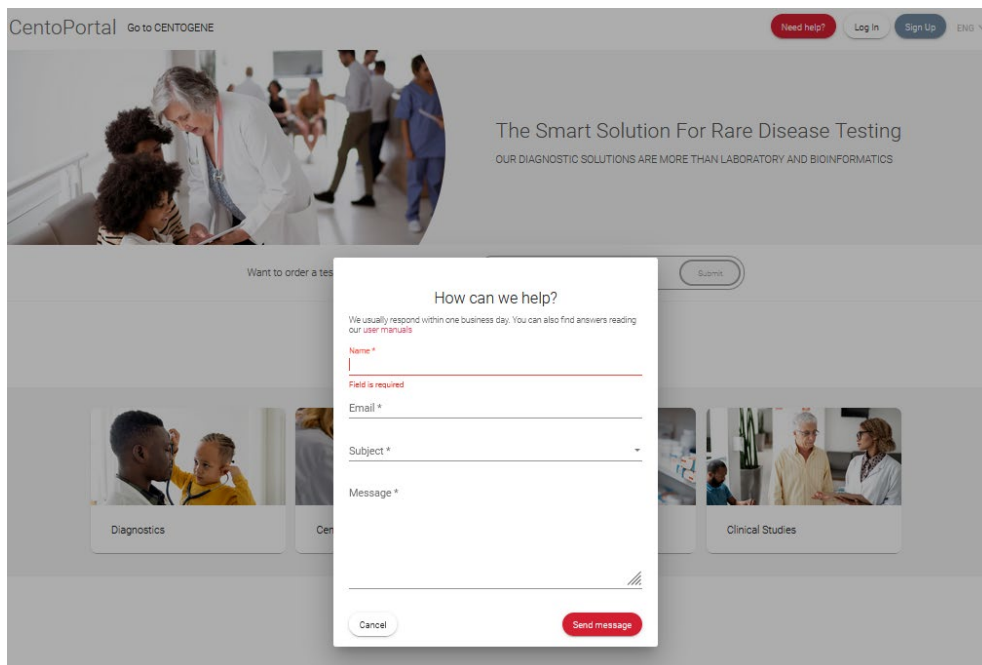 CentoPortal Go to CENTOGENE
Need help? Log In Sign Up ENG
The Smart Solution For Rare Disease Testing
OUR DIAGNOSTIC SOLUTIONS ARE MORE THAN LABORATORY AND BIOINFORMATICS
Want to order a tes
Submit
How can we help?
We usually respond within one business day. You can also find answers reading
our user manuals
Name *
Field is required
Email *
Subject *
Message *
Cancel Send message
Diagnostics
Cen
Clinical Studies